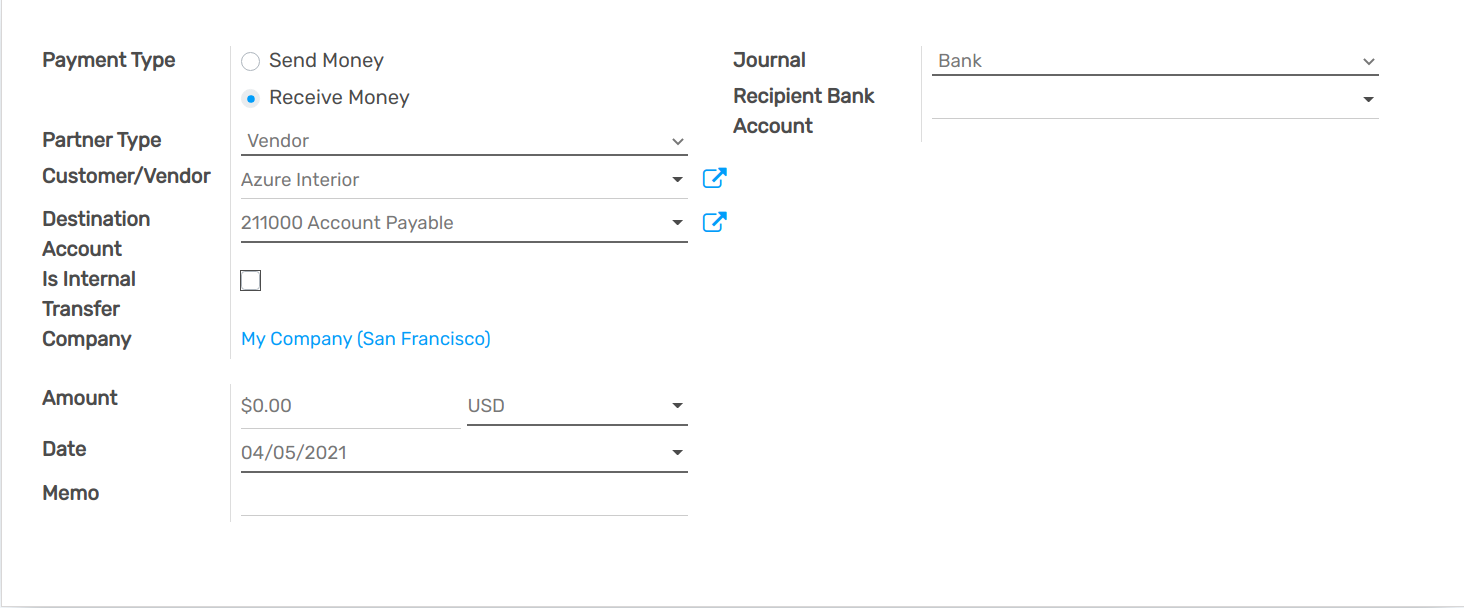 Payment Type
Send Money
Receive Money
Partner Type
Vendor
Customer/Vendor
Azure Interior
Destination
Account
211000 Account Payable
Is Internal
Transfer
Company
My Company (San Francisco)
Amount
$0.00
USD
Date
04/05/2021
Memo
Journal
Bank
Recipient Bank
Account